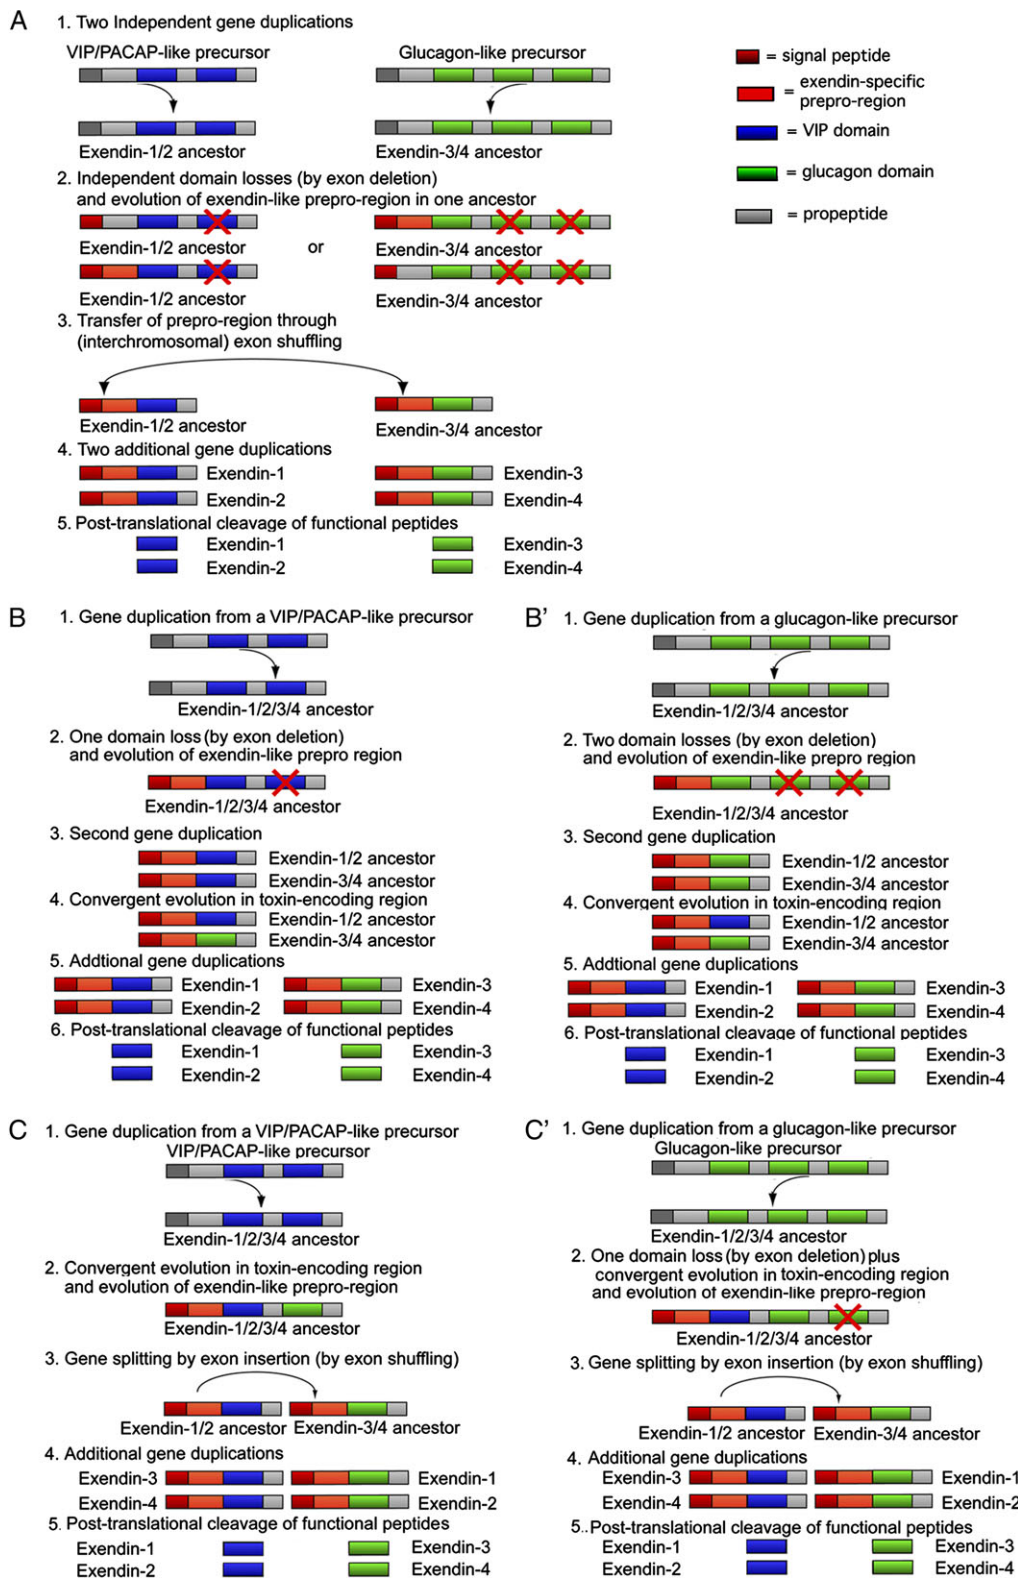 A
1. Two Independent gene duplications
VIP/PACAP-like precursor
Glucagon-like precursor
Exendin-1/2 ancestor
Exendin-3/4 ancestor
= signal peptide
= exendin-specific
prepro-region
= VIP domain
= glucagon domain
= propeptide
2. Independent domain losses (by exon deletion)
and evolution of exendin-like prepro-region in one ancestor
Exendin-1/2 ancestor
or
Exendin-3/4 ancestor
Exendin-1/2 ancestor
Exendin-3/4 ancestor
3. Transfer of prepro-region through
(interchromosomal) exon shuffling
Exendin-1/2 ancestor
Exendin-3/4 ancestor
4. Two additional gene duplications
Exendin-1
Exendin-3
Exendin-2
Exendin-4
5. Post-translational cleavage of functional peptides
Exendin-1
Exendin-3
Exendin-2
Exendin-4
B
1. Gene duplication from a VIP/PACAP-like precursor
Exendin-1/2/3/4 ancestor
2. One domain loss (by exon deletion)
and evolution of exendin-like prepro region
Exendin-1/2/3/4 ancestor
3. Second gene duplication
Exendin-1/2 ancestor
Exendin-3/4 ancestor
4. Convergent evolution in toxin-encoding region
Exendin-1/2 ancestor
Exendin-3/4 ancestor
5. Addtional gene duplications
Exendin-1
Exendin-3
Exendin-2
Exendin-4
6. Post-translational cleavage of functional peptides
Exendin-1
Exendin-3
Exendin-2
Exendin-4
B'
1. Gene duplication from a glucagon-like precursor
Exendin-1/2/3/4 ancestor
2. Two domain losses (by exon deletion)
and evolution of exendin-like prepro region
Exendin-1/2/3/4 ancestor
3. Second gene duplication
Exendin-1/2 ancestor
Exendin-3/4 ancestor
4. Convergent evolution in toxin-encoding region
Exendin-1/2 ancestor
Exendin-3/4 ancestor
5. Addtional gene duplications
Exendin-1
Exendin-3
Exendin-2
Exendin-4
6. Post-translational cleavage of functional peptides
Exendin-1
Exendin-3
Exendin-2
Exendin-4
C
1. Gene duplication from a VIP/PACAP-like precursor
VIP/PACAP-like precursor
Exendin-1/2/3/4 ancestor
2. Convergent evolution in toxin-encoding region
and evolution of exendin-like prepro-region
Exendin-1/2/3/4 ancestor
3. Gene splitting by exon insertion (by exon shuffling)
Exendin-1/2 ancestor
Exendin-3/4 ancestor
4. Additional gene duplications
Exendin-3
Exendin-1
Exendin-4
Exendin-2
5. Post-translational cleavage of functional peptides
Exendin-1
Exendin-3
Exendin-2
Exendin-4
C'
1. Gene duplication from a glucagon-like precursor
Glucagon-like precursor
Exendin-1/2/3/4 ancestor
2. One domain loss (by exon deletion) plus
convergent evolution in toxin-encoding region
and evolution of exendin-like prepro-region
Exendin-1/2/3/4 ancestor
3. Gene splitting by exon insertion (by exon shuffling)
Exendin-1/2 ancestor
Exendin-3/4 ancestor
4. Additional gene duplications
Exendin-3
Exendin-1
Exendin-4
Exendin-2
5.. Post-translational cleavage of functional peptides
Exendin-1
Exendin-3
Exendin-2
Exendin-4